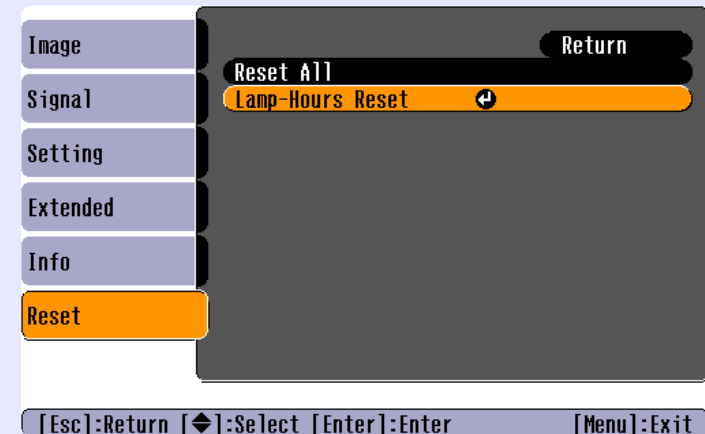 Image
Signal
Setting
Extended
Info
Reset
Return
Reset All
Lamp-Hours Reset
[Esc]:Return [◆]:Select [Enter]:Enter [Menu]:Exit